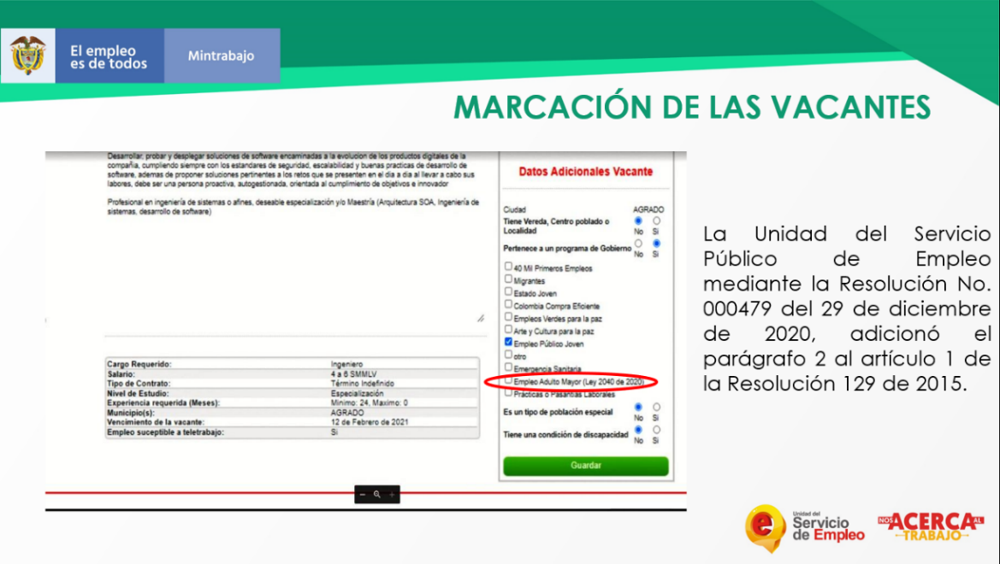 El empleo
es de todos
Mintrabajo
MARCACIÓN DE LAS VACANTES
Desarrollar, probar y desplegar soluciones de software encaminadas a la evolucion de los productos digitales de la
compañia, cumpliendo siempre con los estandares de seguridad, escalabilidad y buenas practicas de desarrollo de
software, ademas de proponer soluciones pertinentes a los retos que se presenten en el dia a dia al llevar a cabo sus
labores, debe ser una persona proactiva, autogestionada, orientada al cumplimiento de objetivos e innovador
Profesional en ingeniería de sistemas o afines, deseable especialización y/o Maestría (Arquitectura SOA, Ingeniería de
sistemas, desarrollo de software)
Cargo Requerido: Ingeniero
Salario: 4 a 6 SMMLV
Tipo de Contrato: Término Indefinido
Nivel de Estudio: Especialización
Experiencia requerida (Meses): Minimo: 24, Maximo: 0
Municipio(s): AGRADO
Vencimiento de la vacante: 12 de Febrero de 2021
Empleo suceptible a teletrabajo: Si
Datos Adicionales Vacante
Ciudad AGRADO
Tiene Vereda, Centro poblado o
Localidad No Si
Pertenece a un programa de Gobierno No Si
40 Mil Primeros Empleos
Migrantes
Estado Joven
Colombia Compra Eficiente
Empleos Verdes para la paz
Arte y Cultura para la paz
Empleo Público Joven
otro
Emergencia Sanitaria
Empleo Adulto Mayor (Ley 2040 de 2020)
Prácticas o Pasantías Laborales
Es un tipo de población especial No Si
Tiene una condición de discapacidad No Si
Guardar
La Unidad del Servicio
Público de Empleo
mediante la Resolución No.
000479 del 29 de diciembre
de 2020, adicionó el
parágrafo 2 al artículo 1 de
la Resolución 129 de 2015.
Unidad del
Servicio
de Empleo
NOS ACERCA AL
TRABAJO